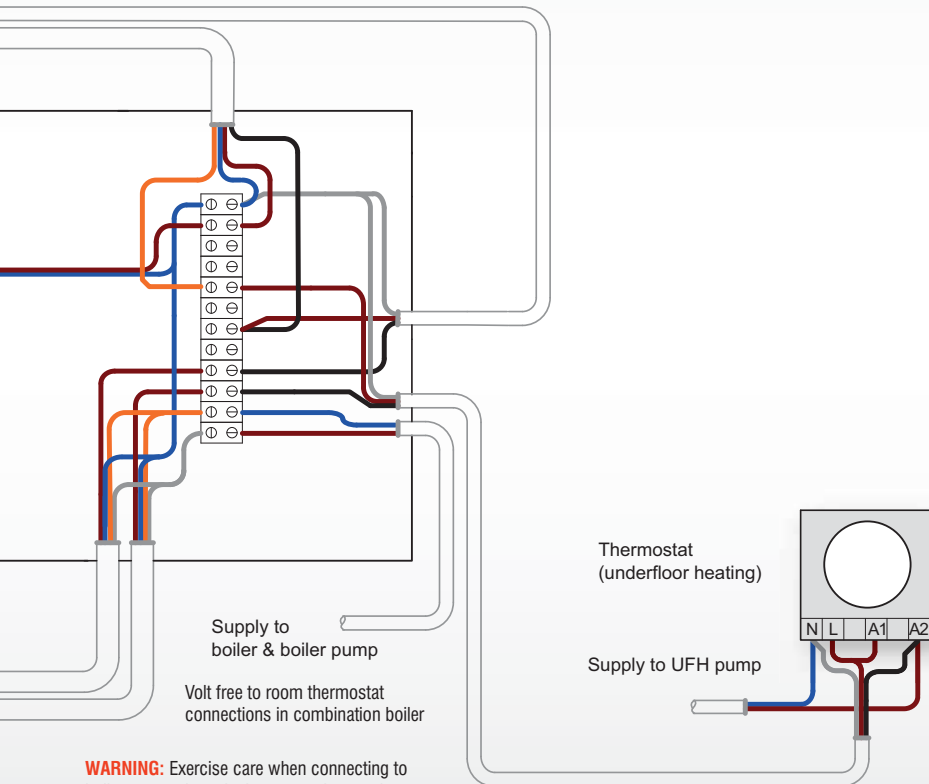 Thermostat
(underfloor heating)
N L A1 A2
Supply to
boiler & boiler pump
Supply to UFH pump
Volt free to room thermostat
connections in combination boiler
WARNING: Exercise care when connecting to